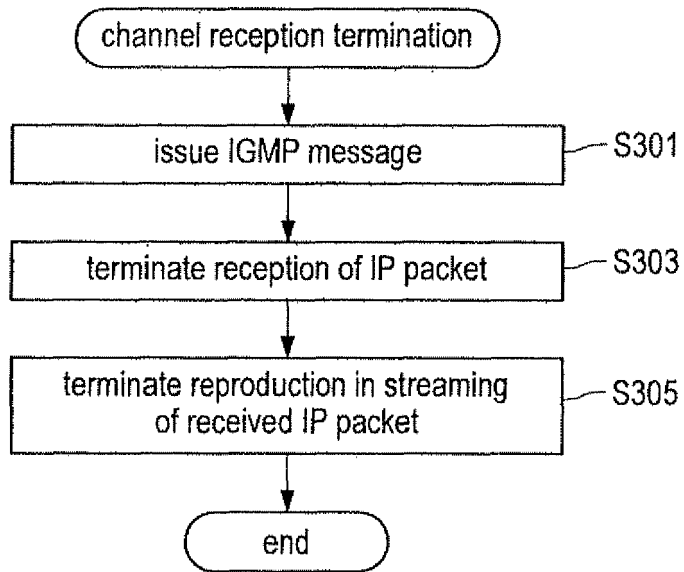 channel reception termination
issue IGMP message
S301
terminate reception of IP packet
S303
terminate reproduction in streaming
of received IP packet
S305
end